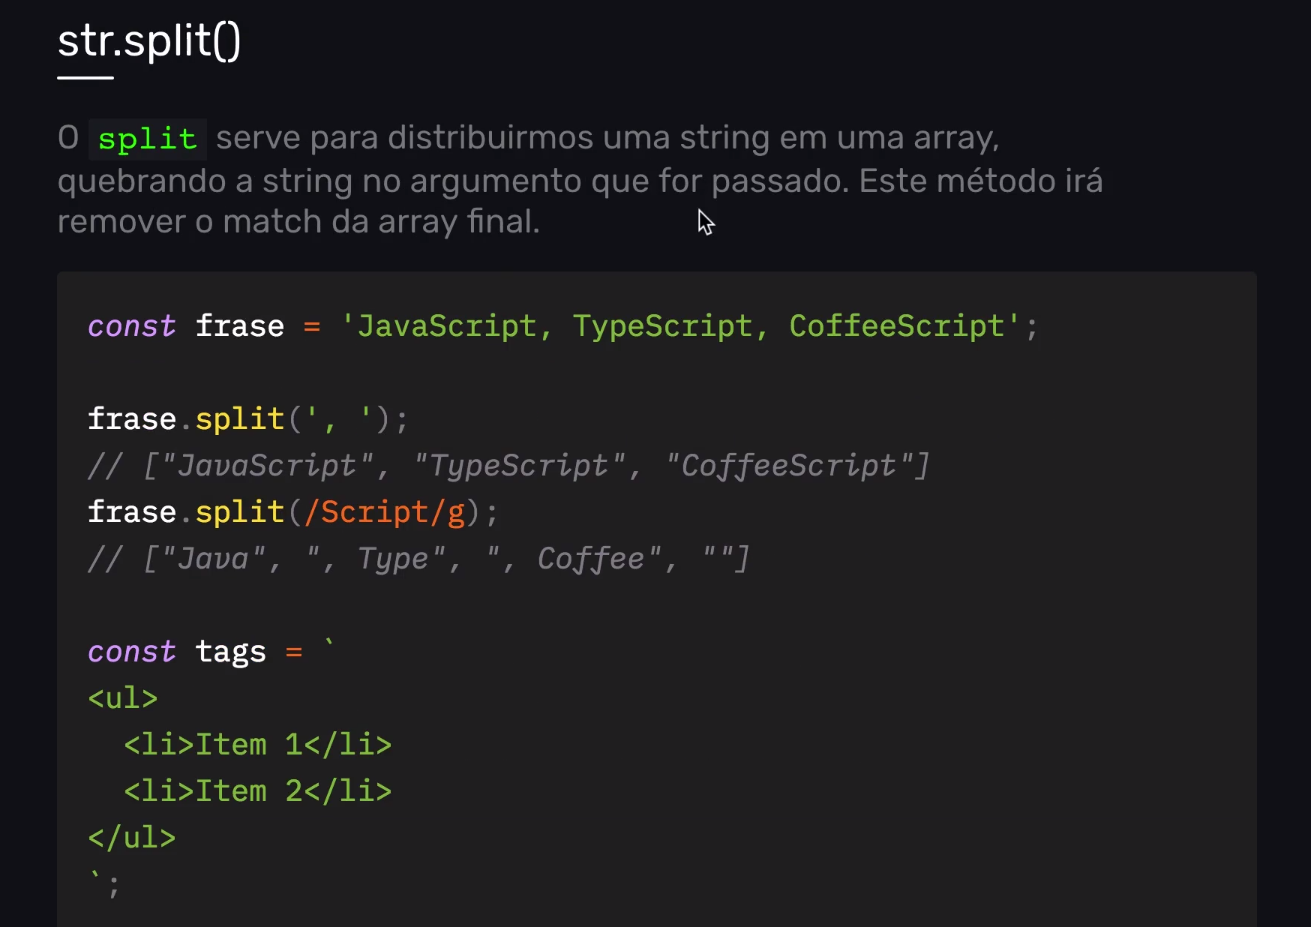 str.split()
O split serve para distribuirmos uma string em uma array,
quebrando a string no argumento que for passado. Este método irá
remover o match da array final.
const frase = 'JavaScript, TypeScript, CoffeeScript';
frase.split(', ');
// ["JavaScript", "TypeScript", "CoffeeScript"]
frase.split(/Script/g);
// ["Java", ", Type", ", Coffee", ""]
const tags = `
<ul>
  <li>Item 1</li>
  <li>Item 2</li>
</ul>
`;